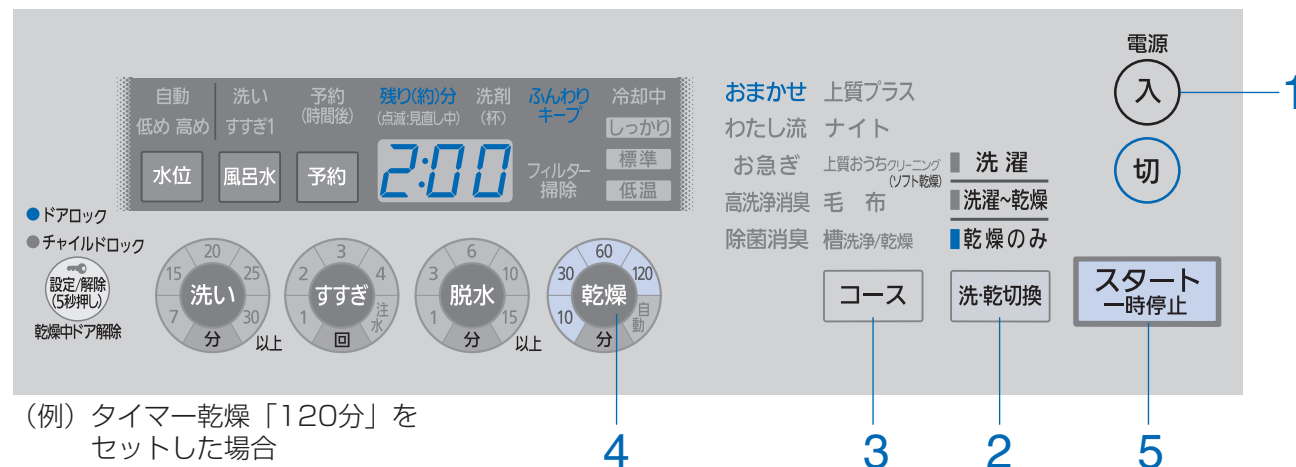 電源
入
1
切
自動
低め 高め
洗い
すすぎ1
予約
(時間後)
残り(約)分
(点滅:見直し中)
洗剤
(杯)
ふんわり
キープ
冷却中
しっかり
標準
低温
水位
風呂水
予約
2:00
フィルター
掃除
おまかせ 上質プラス
わたし流 ナイト
お急ぎ 上質おうちクリーニング
(ソフト乾燥)
高洗浄消臭 毛 布
除菌消臭 槽洗浄/乾燥
洗 濯
洗濯~乾燥
乾燥のみ
ドアロック
チャイルドロック
設定/解除
(5秒押し)
乾燥中ドア解除
7 15 20 25 30
洗い
分
以上
1 2 3 4 注水
すすぎ
回
1 3 6 10 15
脱水
分
以上
10 30 60 120 自動
乾燥
分
コース
洗・乾切換
スタート
一時停止
(例) タイマー乾燥「120分」を
セットした場合
4
3
2
5